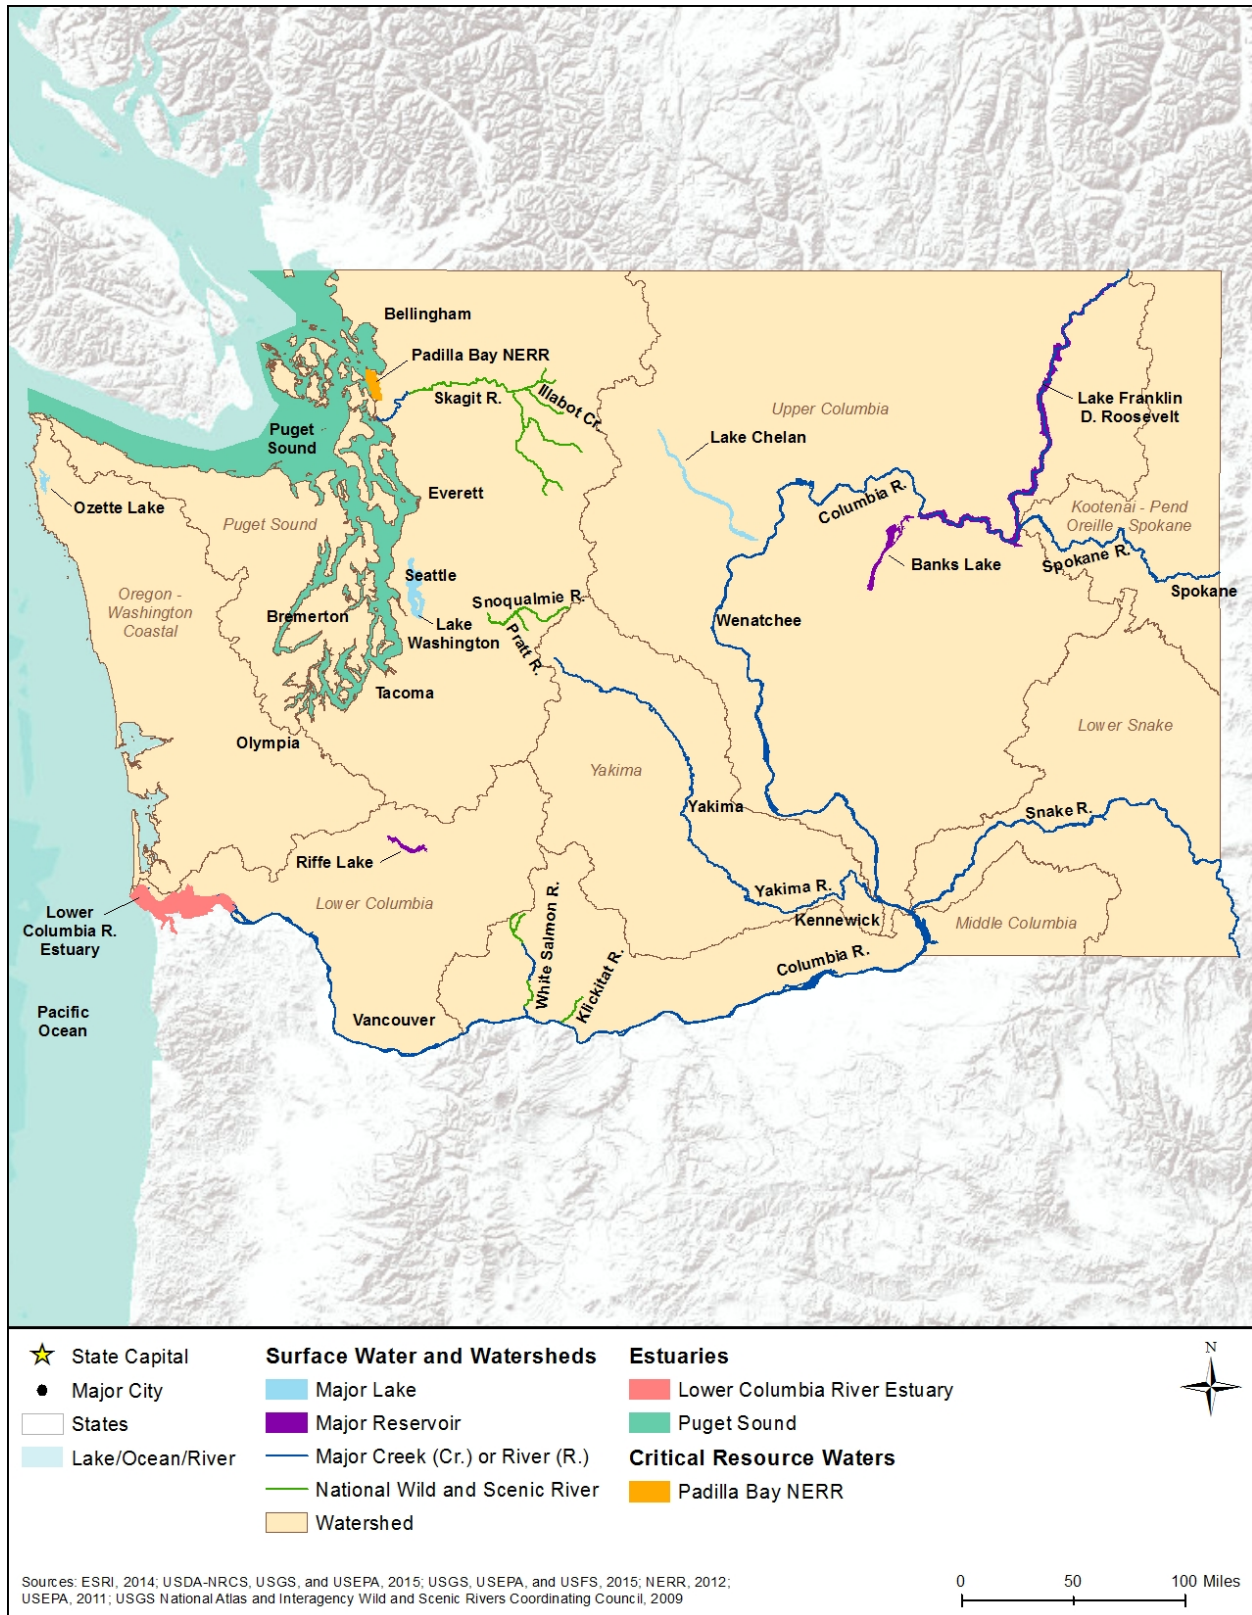 Bellingham
Padilla Bay NERR
Skagit R.
Illabot Cr.
Upper Columbia
Lake Franklin
D. Roosevelt
Puget
Sound
Lake Chelan
Everett
Columbia R.
Ozette Lake
Puget Sound
Kootenai - Pend
Oreille - Spokane
Banks Lake
Spokane R.
Spokane
Seattle
Oregon -
Washington
Coastal
Bremerton
Snoqualmie R.
Lake
Washington
Pratt R.
Wenatchee
Tacoma
Olympia
Lower Snake
Yakima
Yakima
Snake R.
Riffe Lake
Yakima R.
Lower Columbia
White Salmon R.
Kennewick
Middle Columbia
Lower
Columbia R.
Estuary
Klickitat R.
Columbia R.
Pacific
Ocean
Vancouver
State Capital
Major City
States
Lake/Ocean/River
Surface Water and Watersheds
Major Lake
Major Reservoir
Major Creek (Cr.) or River (R.)
National Wild and Scenic River
Watershed
Estuaries
Lower Columbia River Estuary
Puget Sound
Critical Resource Waters
Padilla Bay NERR
N
Sources: ESRI, 2014; USDA-NRCS, USGS, and USEPA, 2015; USGS, USEPA, and USFS, 2015; NERR, 2012;
USEPA, 2011; USGS National Atlas and Interagency Wild and Scenic Rivers Coordinating Council, 2009
0 50 100 Miles